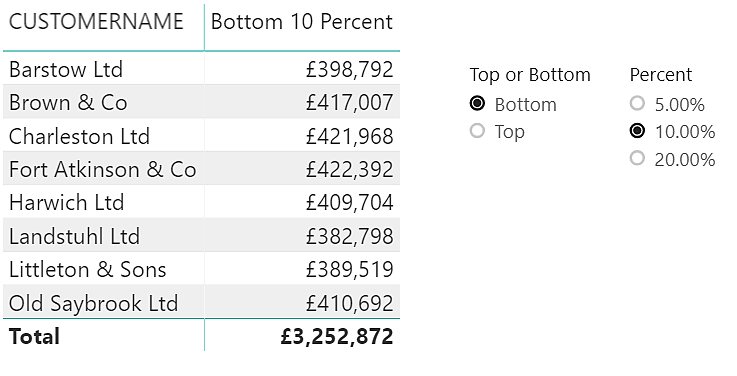 CUSTOMERNAME Bottom 10 Percent
Barstow Ltd £398,792
Brown & Co £417,007
Charleston Ltd £421,968
Fort Atkinson & Co £422,392
Harwich Ltd £409,704
Landstuhl Ltd £382,798
Littleton & Sons £389,519
Old Saybrook Ltd £410,692
Total £3,252,872
Top or Bottom
Bottom
Top
Percent
5.00%
10.00%
20.00%